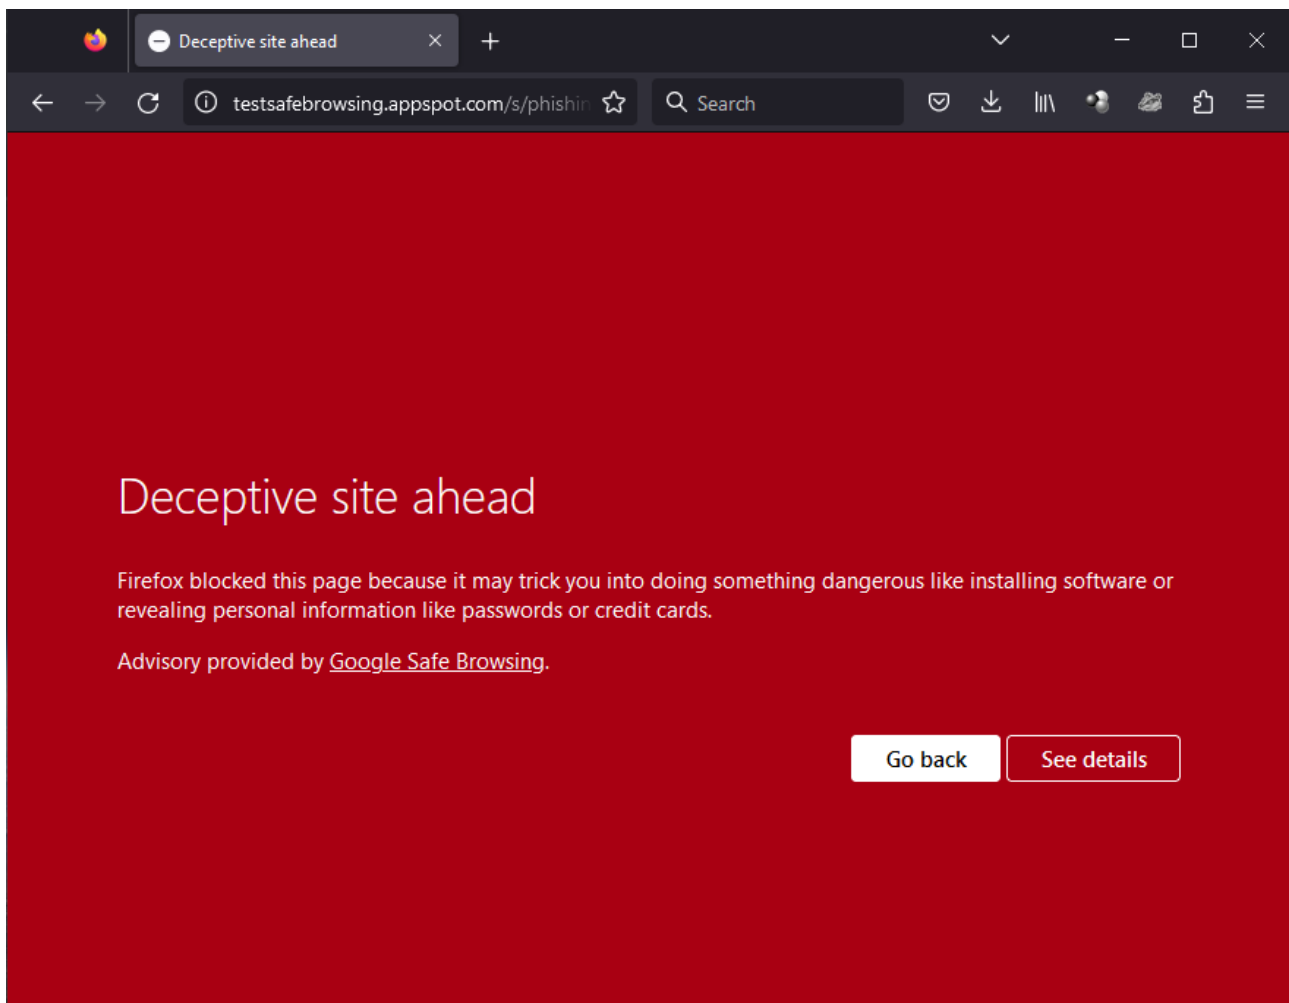 Deceptive site ahead
testsafebrowsing.appspot.com/s/phishin
Search
Deceptive site ahead
Firefox blocked this page because it may trick you into doing something dangerous like installing software or
revealing personal information like passwords or credit cards.
Advisory provided by Google Safe Browsing.
Go back
See details